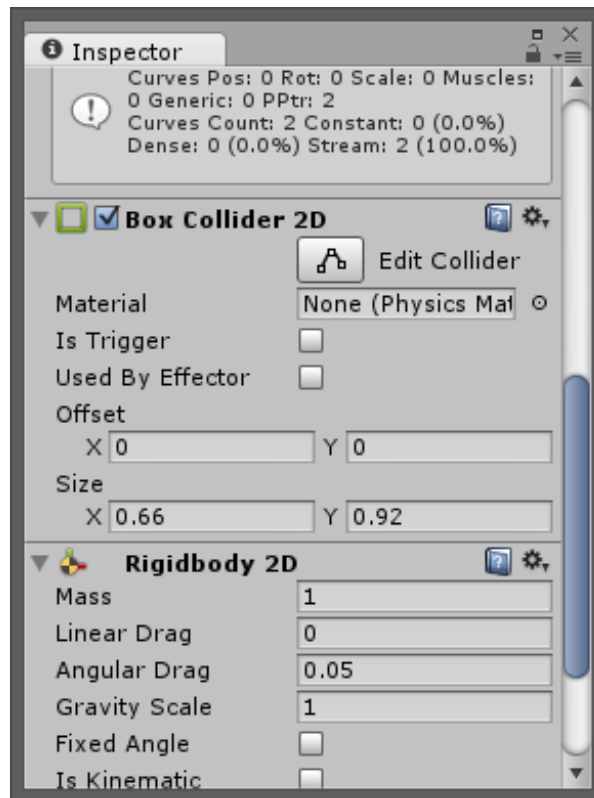 Inspector
Curves Pos: 0 Rot: 0 Scale: 0 Muscles:
0 Generic: 0 PPtr: 2
Curves Count: 2 Constant: 0 (0.0%)
Dense: 0 (0.0%) Stream: 2 (100.0%)
Box Collider 2D
Edit Collider
Material None (Physics Mat
Is Trigger
Used By Effector
Offset
X 0 Y 0
Size
X 0.66 Y 0.92
Rigidbody 2D
Mass 1
Linear Drag 0
Angular Drag 0.05
Gravity Scale 1
Fixed Angle
Is Kinematic